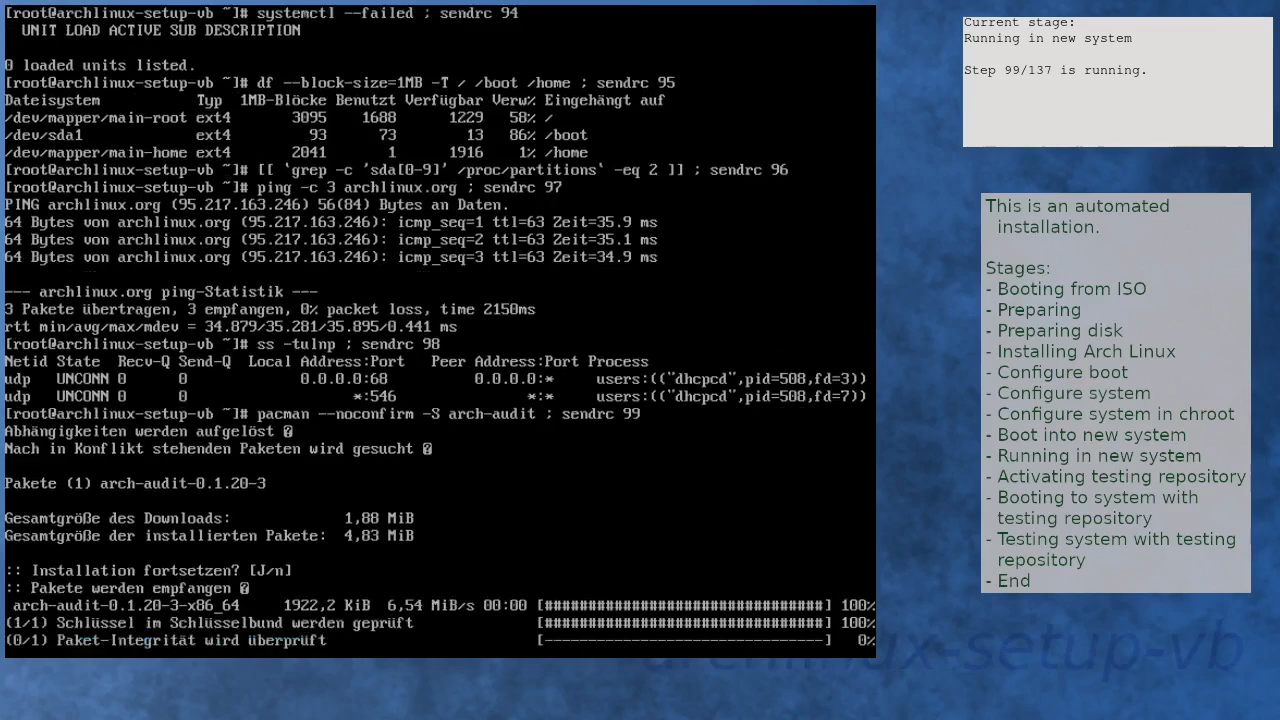 [root@archlinux-setup-vb ~]# systemctl --failed ; sendrc 94
UNIT LOAD ACTIVE SUB DESCRIPTION
0 loaded units listed.
[root@archlinux-setup-vb ~]# df --block-size=1MB -T / /boot /home ; sendrc 95
Dateisystem Typ 1MB-Blöcke Benutzt Verfügbar Verw% Eingehängt auf
/dev/mapper/main-root ext4 3095 1688 1229 58% /
/dev/sda1 ext4 93 73 13 86% /boot
/dev/mapper/main-home ext4 2041 1 1916 1% /home
[root@archlinux-setup-vb ~]# [[ `grep -c 'sda[0-9]' /proc/partitions` -eq 2 ]] ; sendrc 96
[root@archlinux-setup-vb ~]# ping -c 3 archlinux.org ; sendrc 97
PING archlinux.org (95.217.163.246) 56(84) Bytes an Daten.
64 Bytes von archlinux.org (95.217.163.246): icmp_seq=1 ttl=63 Zeit=35.9 ms
64 Bytes von archlinux.org (95.217.163.246): icmp_seq=2 ttl=63 Zeit=35.1 ms
64 Bytes von archlinux.org (95.217.163.246): icmp_seq=3 ttl=63 Zeit=34.9 ms
--- archlinux.org ping-Statistik ---
3 Pakete übertragen, 3 empfangen, 0% packet loss, time 2150ms
rtt min/avg/max/mdev = 34.879/35.281/35.895/0.441 ms
[root@archlinux-setup-vb ~]# ss -tulnp ; sendrc 98
Netid State Recv-Q Send-Q Local Address:Port Peer Address:Port Process
udp UNCONN 0 0 0.0.0.0:68 0.0.0.0:* users:(("dhcpcd",pid=508,fd=3))
udp UNCONN 0 0 *:546 *:* users:(("dhcpcd",pid=508,fd=7))
[root@archlinux-setup-vb ~]# pacman --noconfirm -S arch-audit ; sendrc 99
Abhängigkeiten werden aufgelöst �
Nach in Konflikt stehenden Paketen wird gesucht �
Pakete (1) arch-audit-0.1.20-3
Gesamtgröße des Downloads: 1,88 MiB
Gesamtgröße der installierten Pakete: 4,83 MiB
:: Installation fortsetzen? [J/n]
:: Pakete werden empfangen �
arch-audit-0.1.20-3-x86_64 1922,2 KiB 6,54 MiB/s 00:00 [################################] 100%
(1/1) Schlüssel im Schlüsselbund werden geprüft [################################] 100%
(0/1) Paket-Integrität wird überprüft [--------------------------------] 0%
Current stage:
Running in new system
Step 99/137 is running.
This is an automated
installation.
Stages:
- Booting from ISO
- Preparing
- Preparing disk
- Installing Arch Linux
- Configure boot
- Configure system
- Configure system in chroot
- Boot into new system
- Running in new system
- Activating testing repository
- Booting to system with
testing repository
- Testing system with testing
repository
- End
archlinux-setup-vb